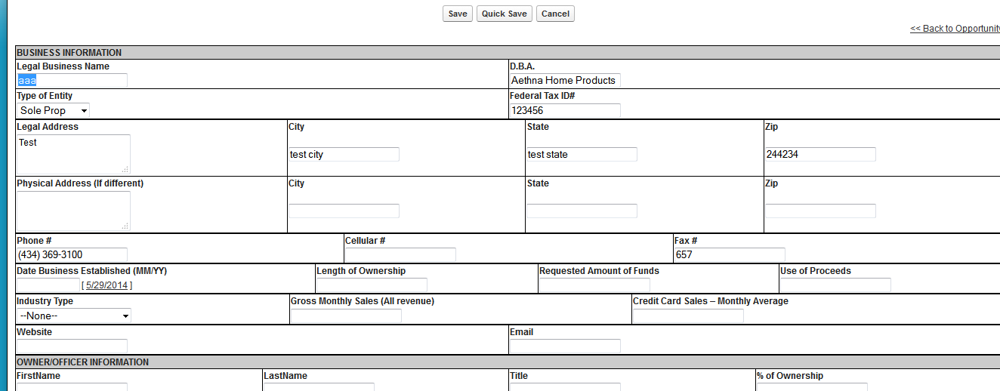 Save Quick Save Cancel
<< Back to Opportunity
BUSINESS INFORMATION
Legal Business Name D.B.A.
aaa Aethna Home Products
Type of Entity Federal Tax ID#
Sole Prop 123456
Legal Address City State Zip
Test
test city test state 244234
Physical Address (If different) City State Zip
Phone # Cellular # Fax #
(434) 369-3100 657
Date Business Established (MM/YY) Length of Ownership Requested Amount of Funds Use of Proceeds
[ 5/29/2014 ]
Industry Type Gross Monthly Sales (All revenue) Credit Card Sales – Monthly Average
--None--
Website Email
OWNER/OFFICER INFORMATION
FirstName LastName Title % of Ownership